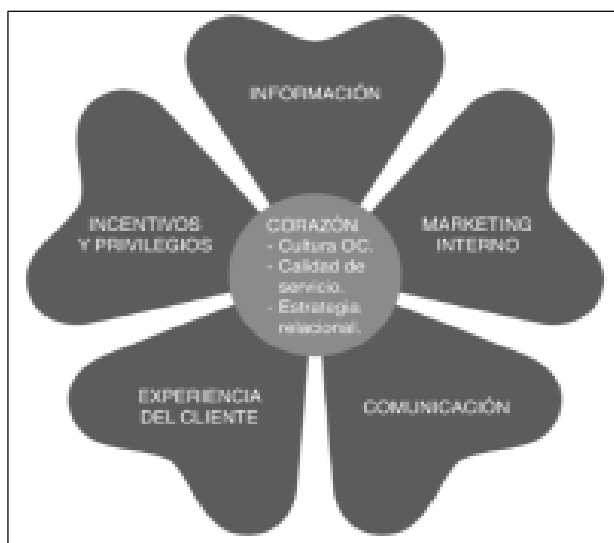 INFORMACIÓN
INCENTIVOS
Y PRIVILEGIOS
CORAZÓN
- Cultura OC.
- Calidad de
servicio.
- Estrategia
relacional.
MARKETING
INTERNO
EXPERIENCIA
DEL CLIENTE
COMUNICACIÓN